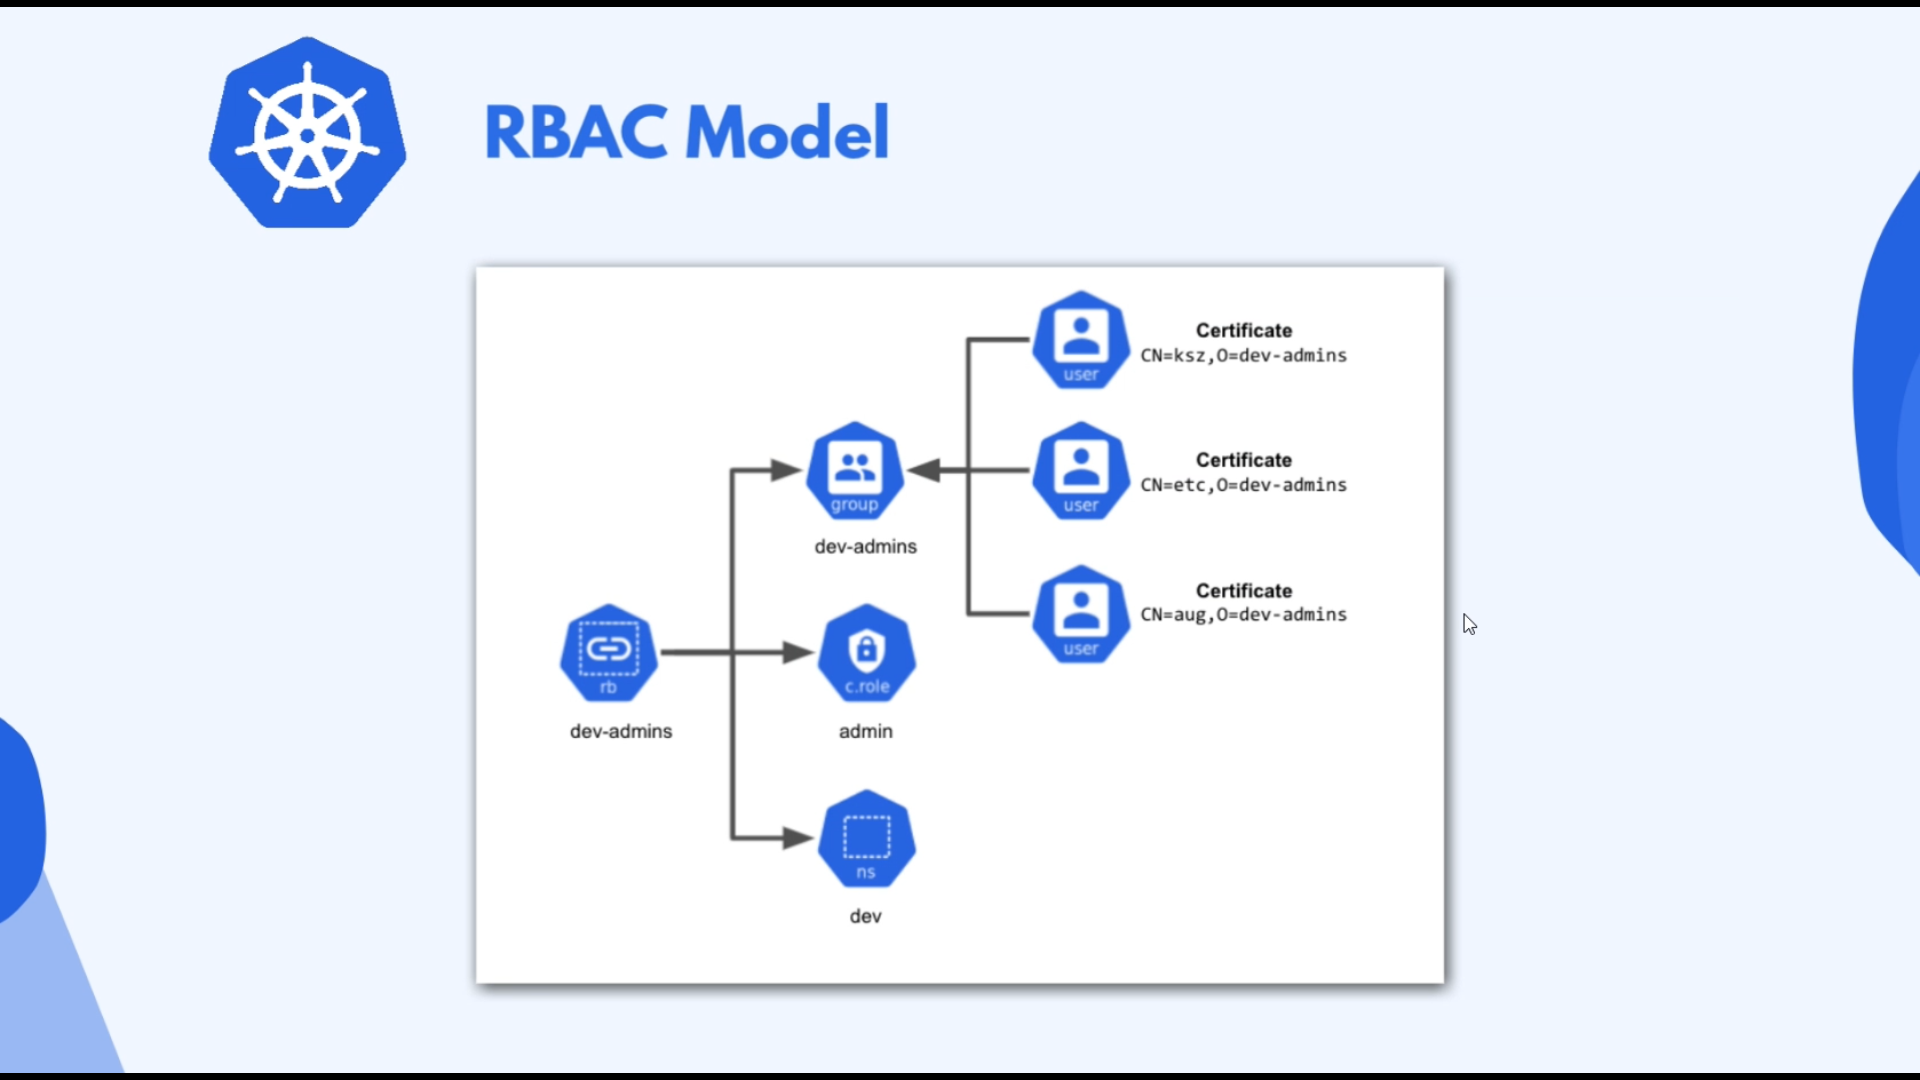 RBAC Model
user
Certificate
CN=ksz,O=dev-admins
group
dev-admins
user
Certificate
CN=etc,O=dev-admins
user
Certificate
CN=aug,O=dev-admins
rb
dev-admins
c.role
admin
ns
dev